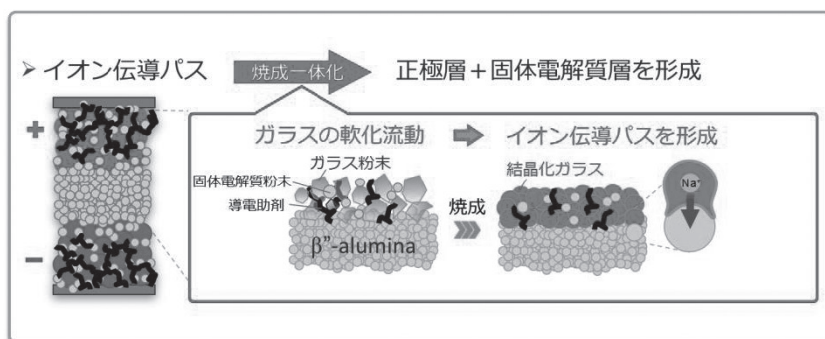 ➤ イオン伝導パス 焼成一体化 正極層+固体電解質層を形成
+
−
ガラスの軟化流動 イオン伝導パスを形成
ガラス粉末
固体電解質粉末
導電助剤
β”-alumina
焼成
結晶化ガラス
Na⁺